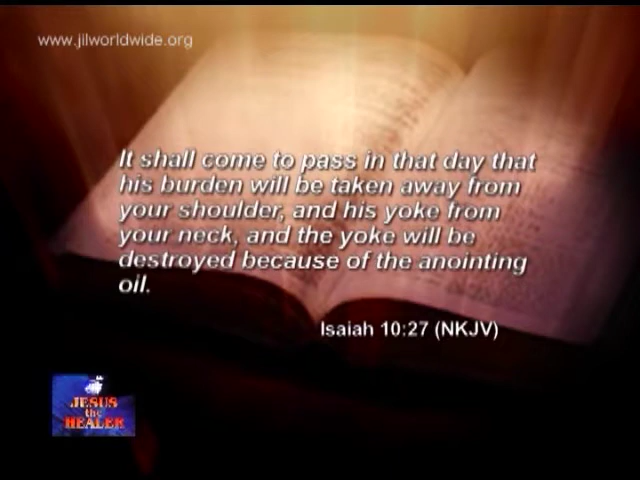 www.jilworldwide.org
It shall come to pass in that day that
his burden will be taken away from
your shoulder, and his yoke from
your neck, and the yoke will be
destroyed because of the anointing
oil.
Isaiah 10:27 (NKJV)
JESUS
the
HEALER